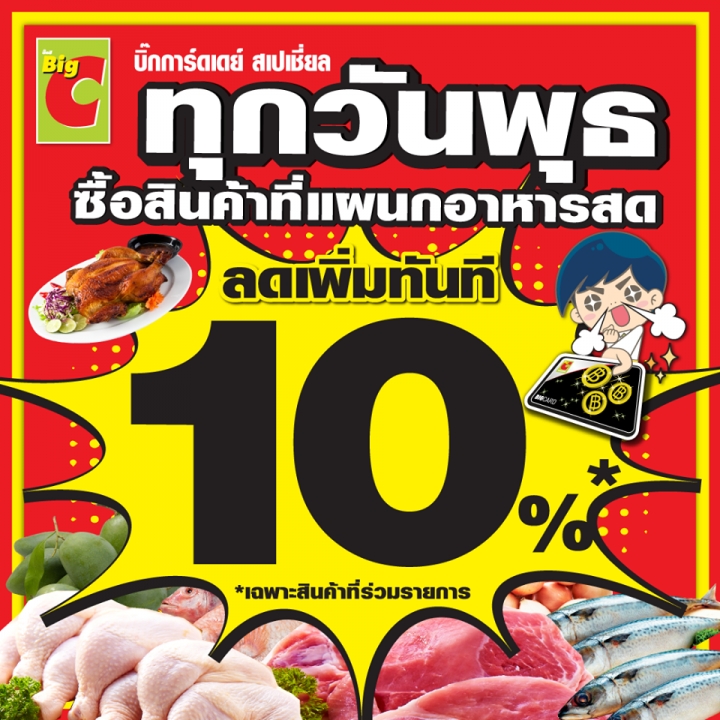 Big
C
บิ๊กการ์ดเดย์ สเปเชี่ยล
ทุกวันพุธ
ซื้อสินค้าที่แผนกอาหารสด
ลดเพิ่มทันที
10%*
BIGCARD
*เฉพาะสินค้าที่ร่วมรายการ